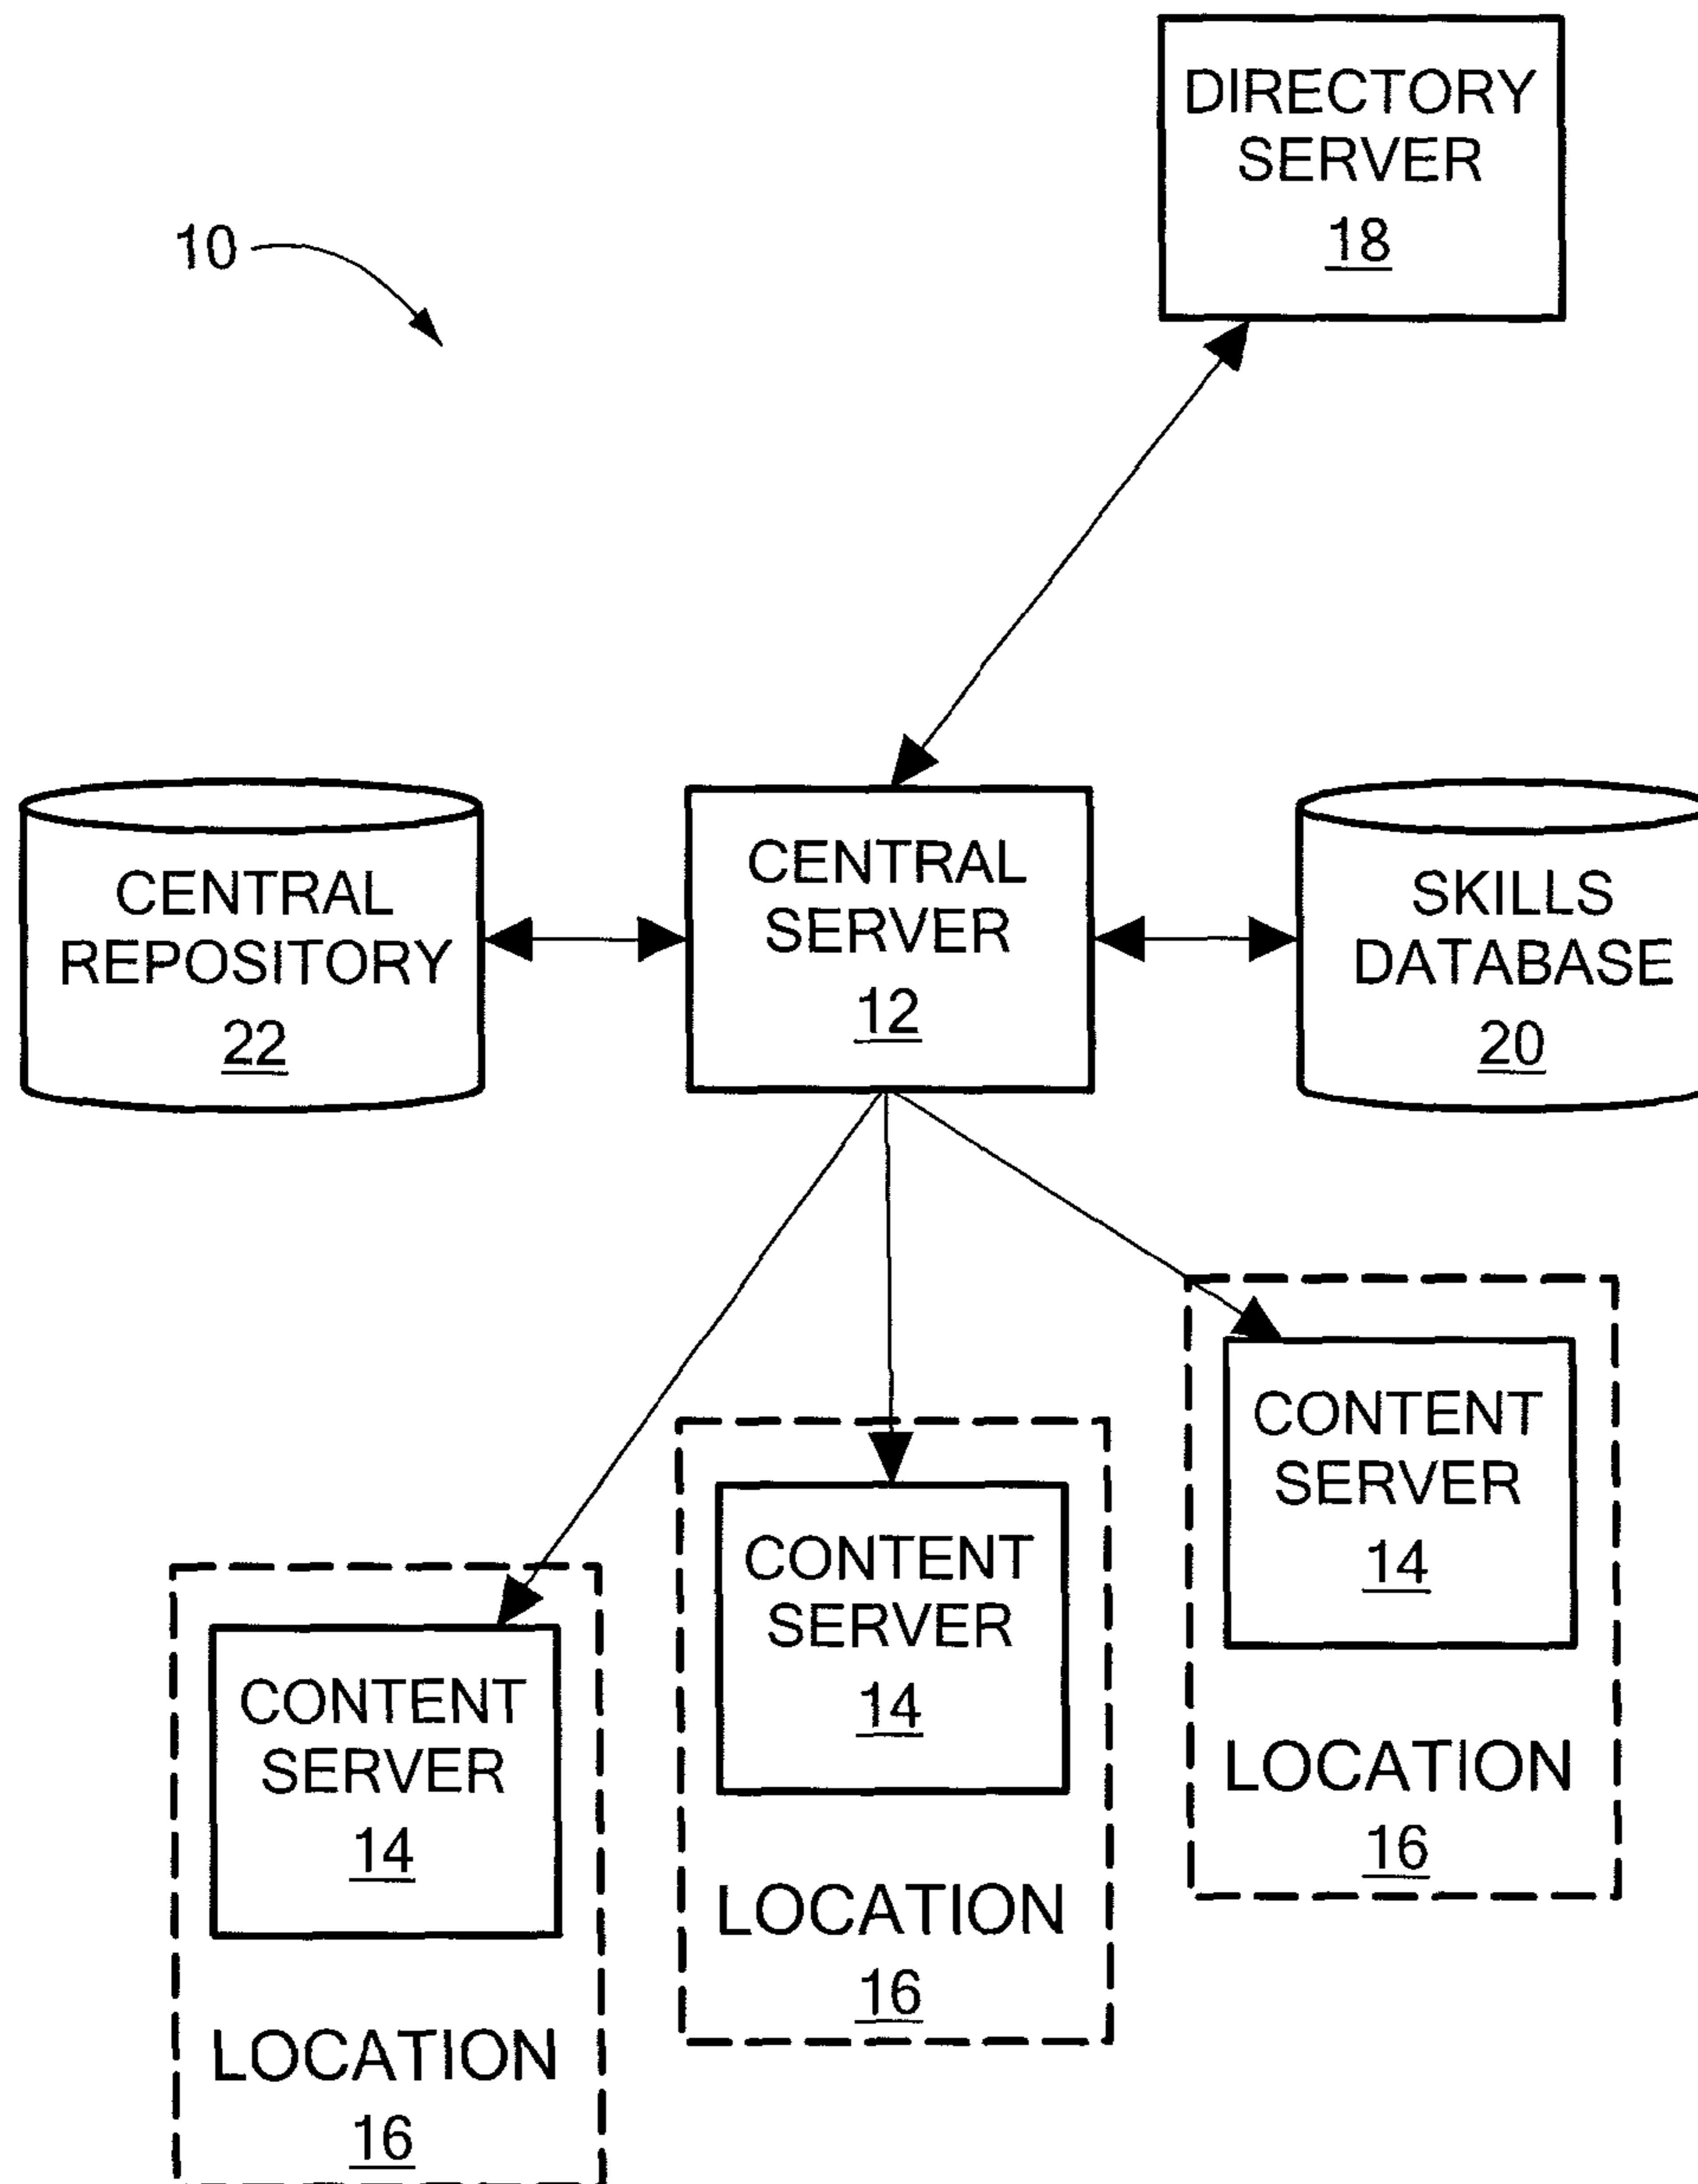 DIRECTORY
SERVER
18
10
CENTRAL
REPOSITORY
22
CENTRAL
SERVER
12
SKILLS
DATABASE
20
CONTENT
SERVER
14
LOCATION
16
CONTENT
SERVER
14
LOCATION
16
CONTENT
SERVER
14
LOCATION
16